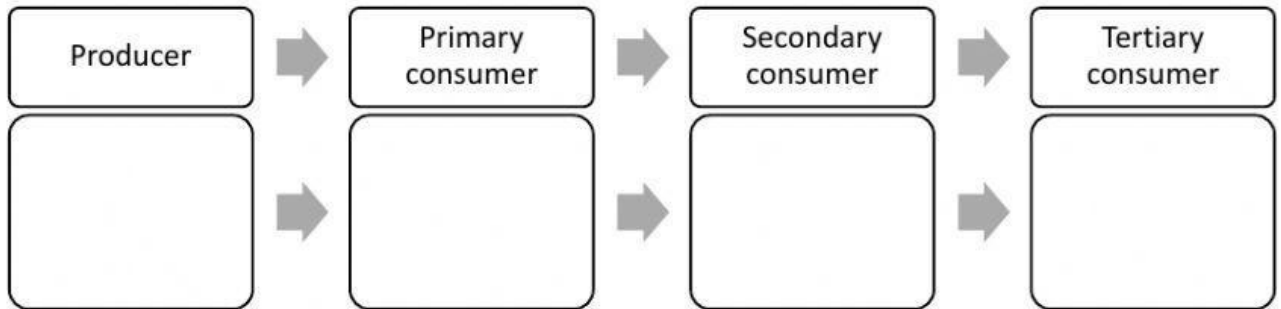 Producer
Primary
consumer
Secondary
consumer
Tertiary
consumer